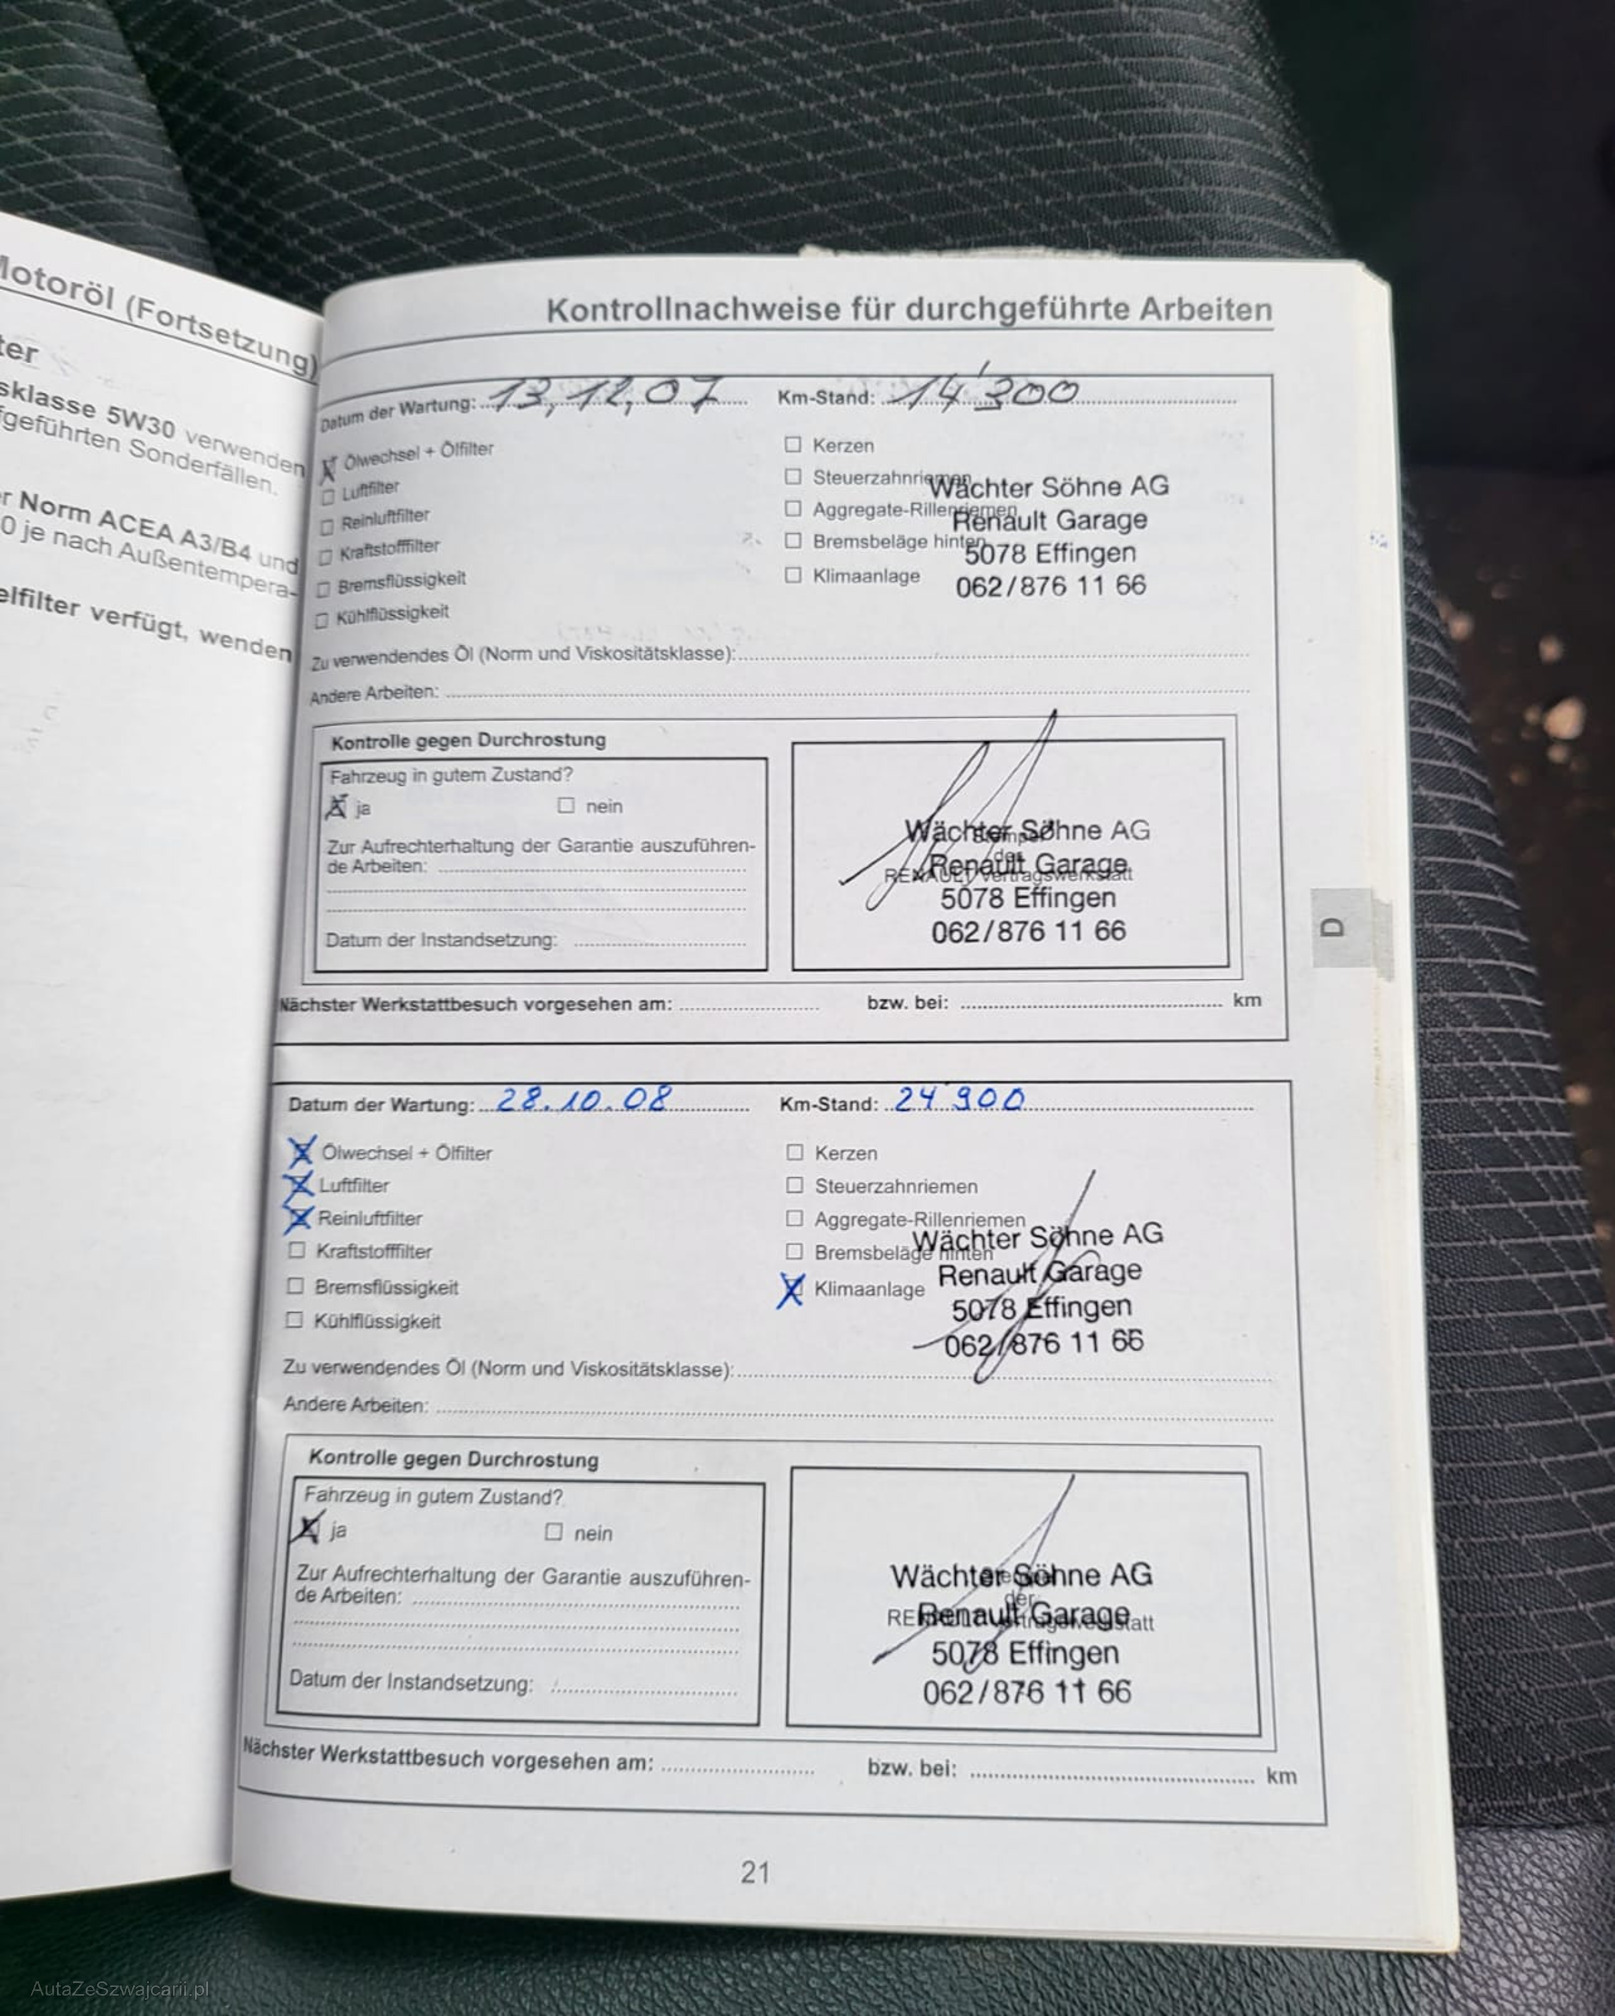 Motoröl (Fortsetzung)
ter
sklasse 5W30 verwenden
fgeführten Sonderfällen.
r Norm ACEA A3/B4 und
0 je nach Außentempera-
elfilter verfügt, wenden
Kontrollnachweise für durchgeführte Arbeiten
Datum der Wartung: 13,12,07 Km-Stand: 14'300
Ölwechsel + Ölfilter
Luftfilter
Reinluftfilter
Kraftstofffilter
Bremsflüssigkeit
Kühlflüssigkeit
Kerzen
Steuerzahnriemen
Aggregate-Rillenriemen
Bremsbeläge hinten
Klimaanlage
Wächter Söhne AG
Renault Garage
5078 Effingen
062/876 11 66
Zu verwendendes Öl (Norm und Viskositätsklasse):
Andere Arbeiten:
Kontrolle gegen Durchrostung
Fahrzeug in gutem Zustand?
ja nein
Zur Aufrechterhaltung der Garantie auszuführen-
de Arbeiten:
Datum der Instandsetzung:
Stempel
der
RENAULT Vertragswerkstatt
Wächter Söhne AG
Renault Garage
5078 Effingen
062/876 11 66
Nächster Werkstattbesuch vorgesehen am: bzw. bei: km
Datum der Wartung: 28.10.08 Km-Stand: 24'900
Ölwechsel + Ölfilter
Luftfilter
Reinluftfilter
Kraftstofffilter
Bremsflüssigkeit
Kühlflüssigkeit
Kerzen
Steuerzahnriemen
Aggregate-Rillenriemen
Bremsbeläge hinten
Klimaanlage
Wächter Söhne AG
Renault Garage
5078 Effingen
062/876 11 66
Zu verwendendes Öl (Norm und Viskositätsklasse):
Andere Arbeiten:
Kontrolle gegen Durchrostung
Fahrzeug in gutem Zustand?
ja nein
Zur Aufrechterhaltung der Garantie auszuführen-
de Arbeiten:
Datum der Instandsetzung:
der
Wächter Söhne AG
Renault Garage
5078 Effingen
062/876 11 66
Nächster Werkstattbesuch vorgesehen am: bzw. bei: km
21
D
AutaZeSzwajcarii.pl